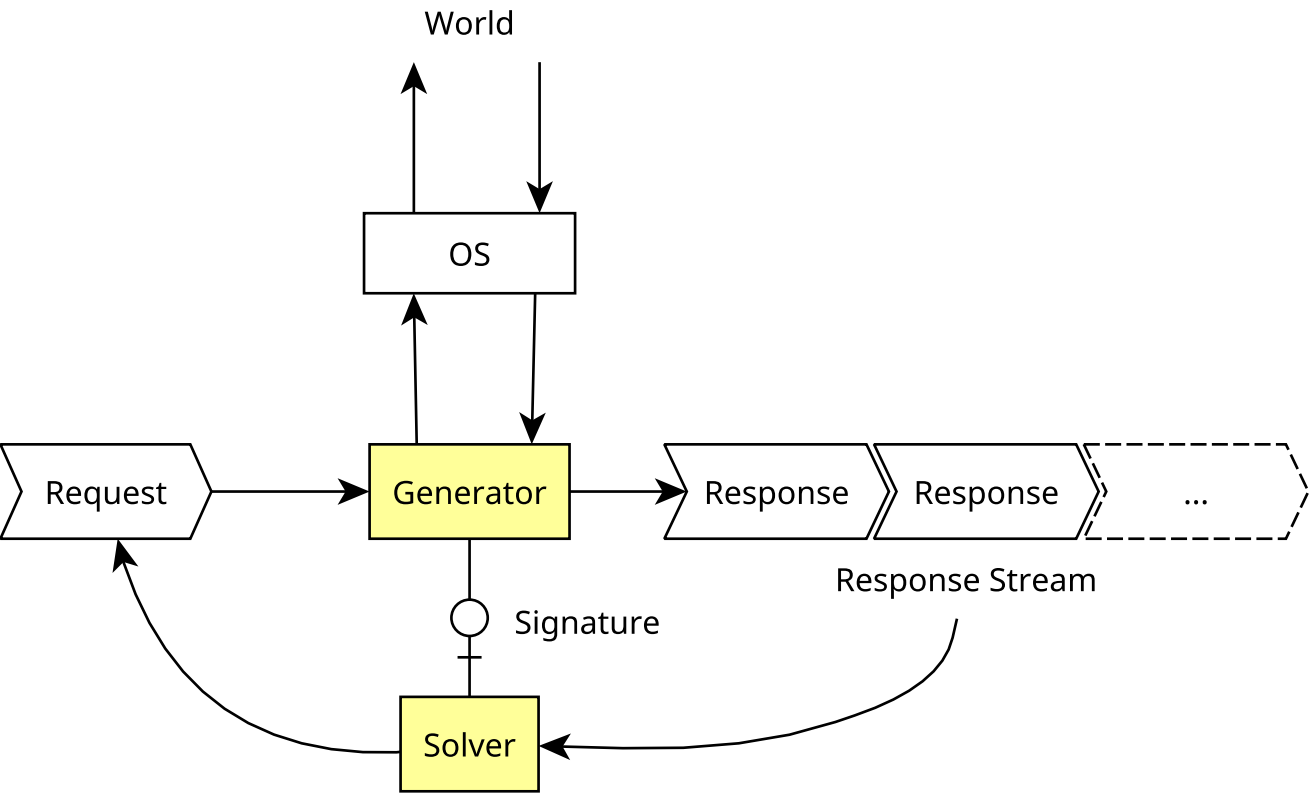 World
OS
Request
Generator
Response
Response
...
Response Stream
Signature
Solver